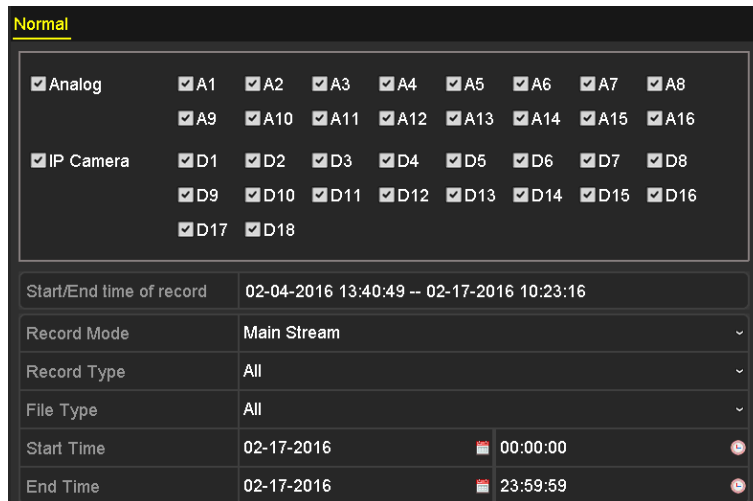 Normal
Analog A1 A2 A3 A4 A5 A6 A7 A8
A9 A10 A11 A12 A13 A14 A15 A16
IP Camera D1 D2 D3 D4 D5 D6 D7 D8
D9 D10 D11 D12 D13 D14 D15 D16
D17 D18
Start/End time of record 02-04-2016 13:40:49 -- 02-17-2016 10:23:16
Record Mode Main Stream
Record Type All
File Type All
Start Time 02-17-2016 00:00:00
End Time 02-17-2016 23:59:59